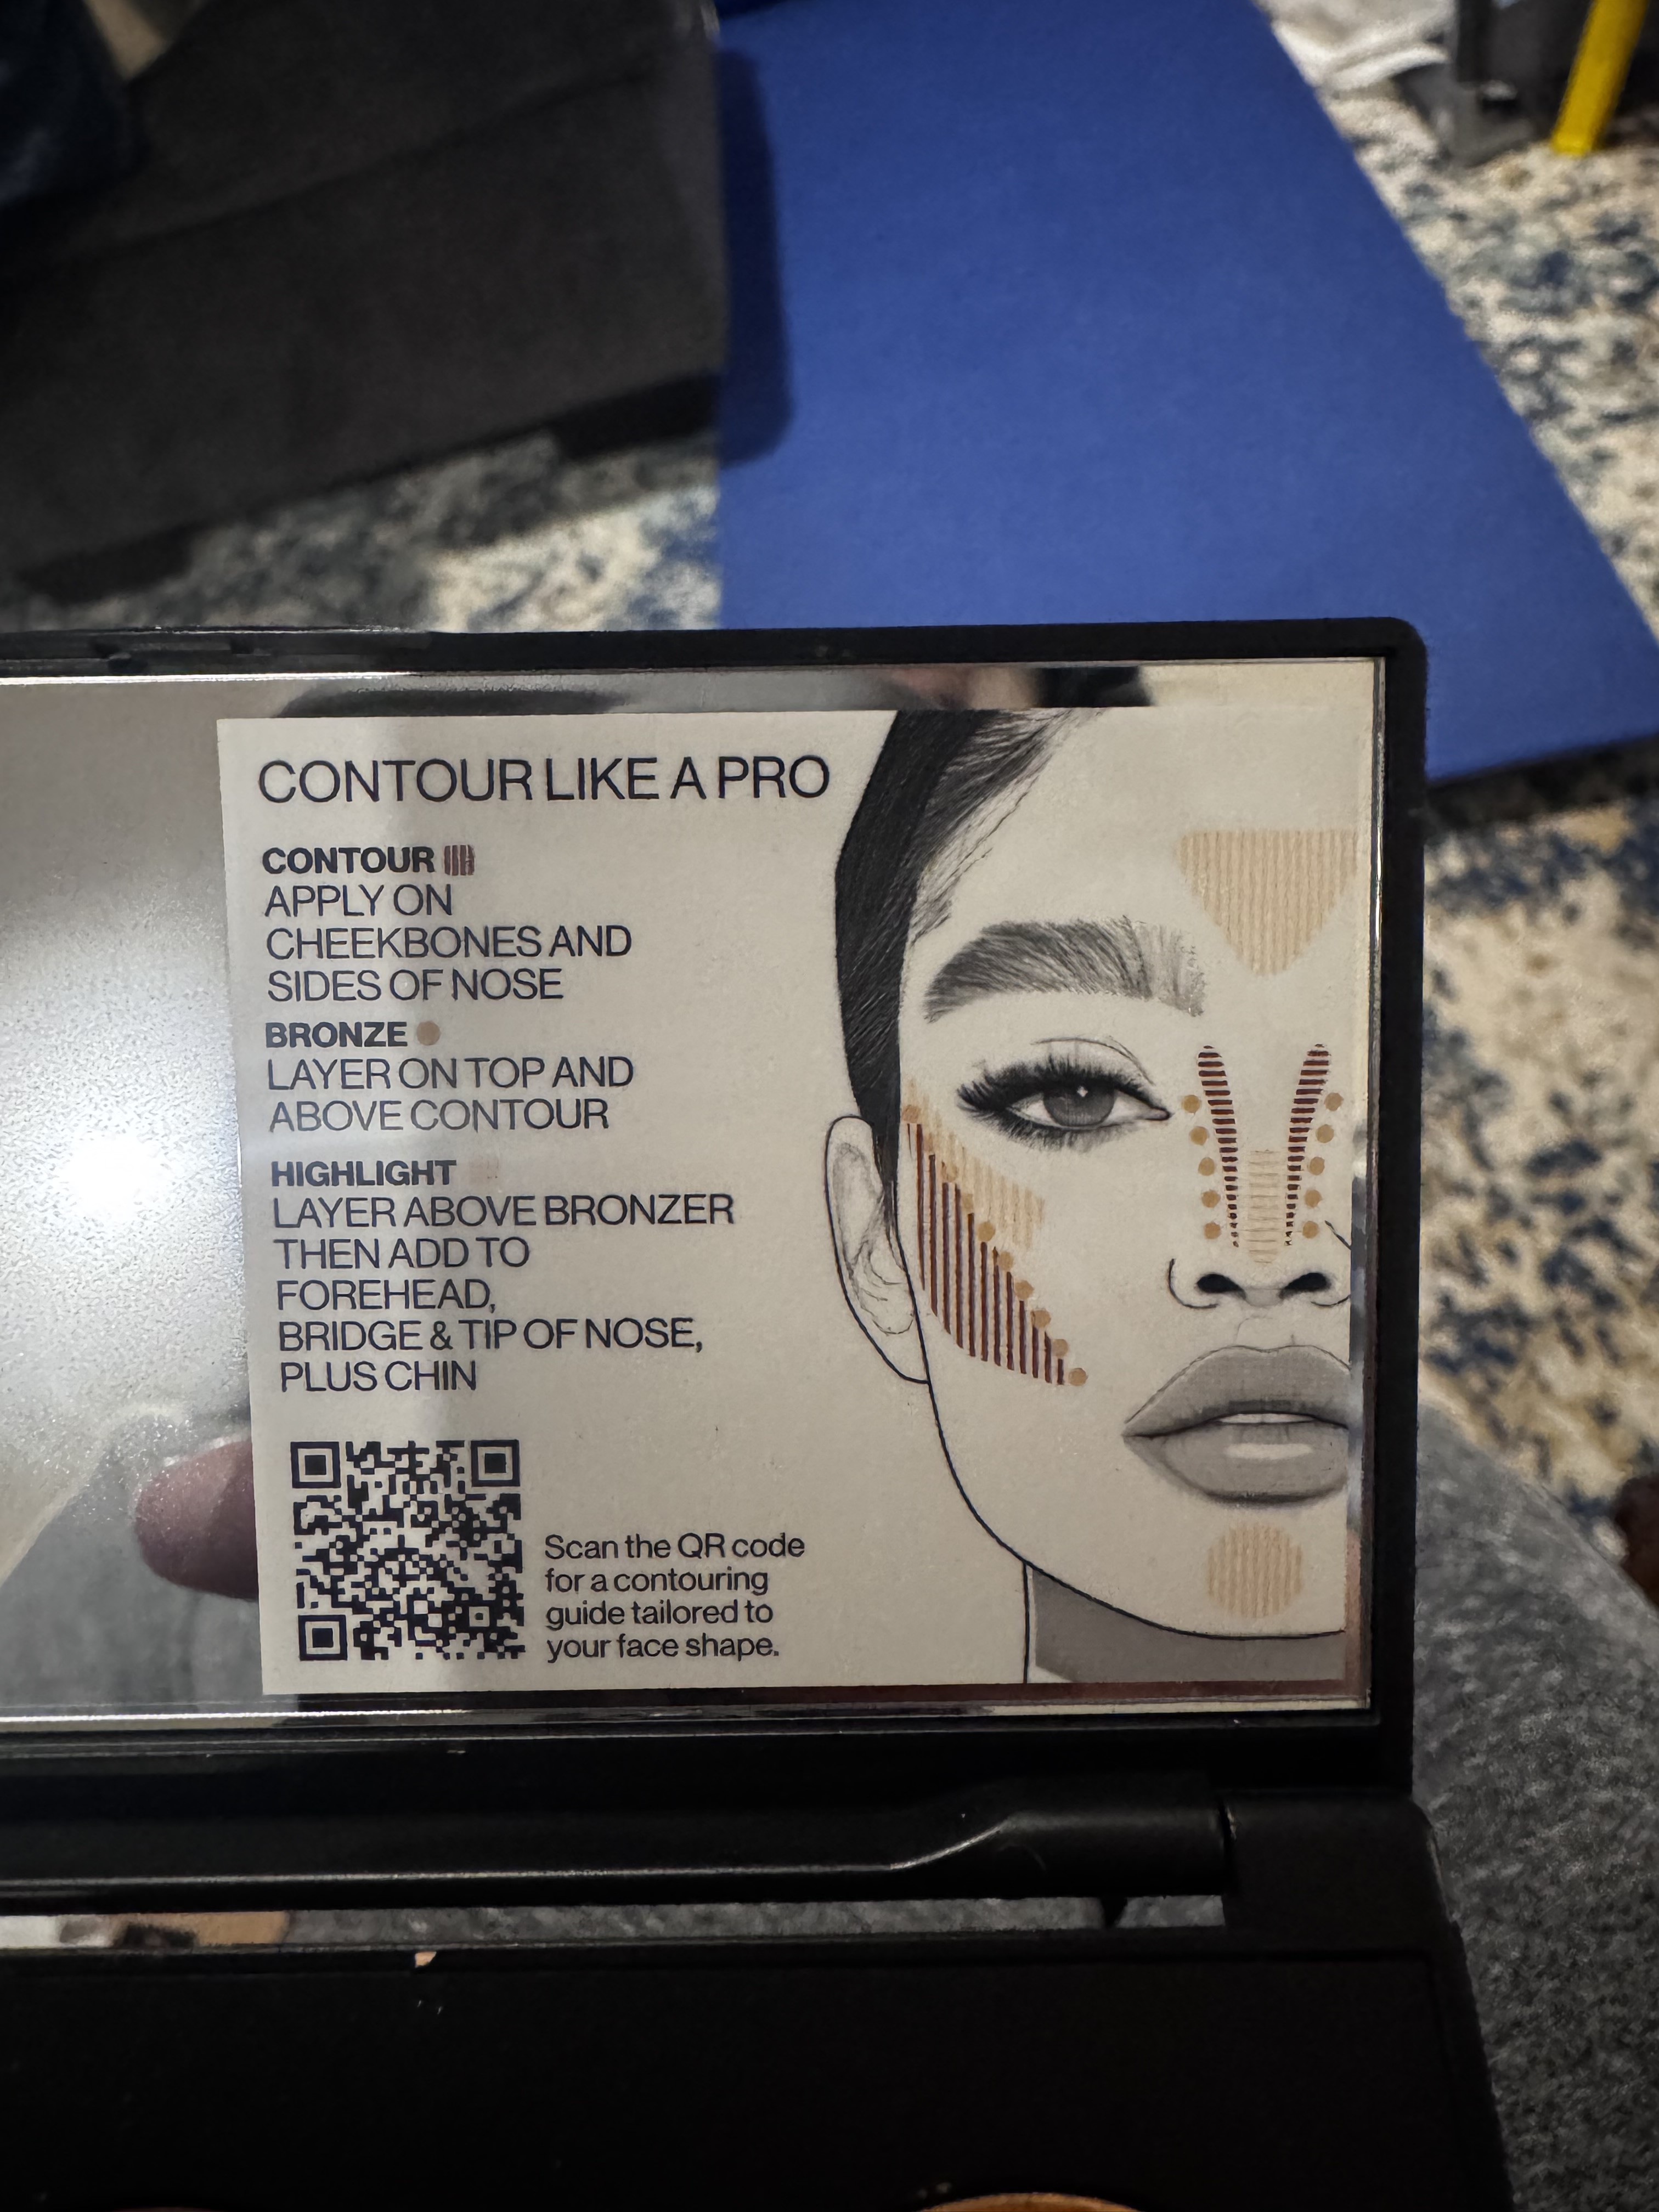 CONTOUR LIKE A PRO
CONTOUR
APPLY ON
CHEEKBONES AND
SIDES OF NOSE
BRONZE
LAYER ON TOP AND
ABOVE CONTOUR
HIGHLIGHT
LAYER ABOVE BRONZER
THEN ADD TO
FOREHEAD,
BRIDGE & TIP OF NOSE,
PLUS CHIN
Scan the QR code
for a contouring
guide tailored to
your face shape.